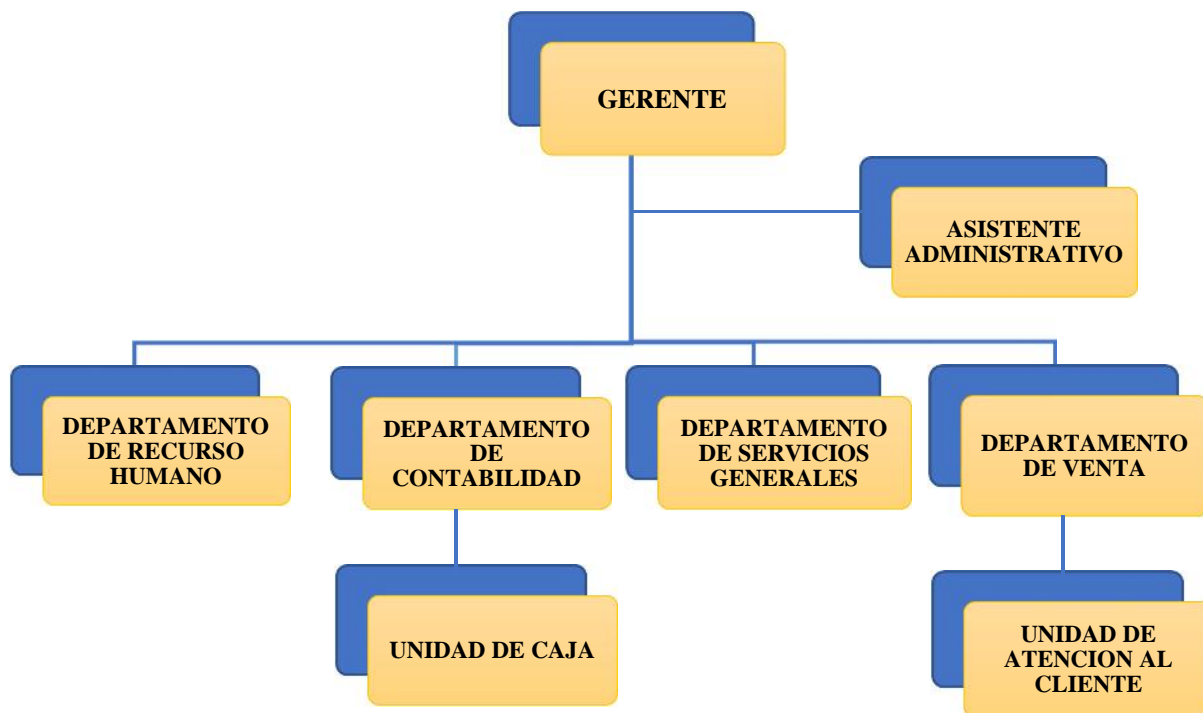 GERENTE
ASISTENTE
ADMINISTRATIVO
DEPARTAMENTO
DE RECURSO
HUMANO
DEPARTAMENTO
DE
CONTABILIDAD
DEPARTAMENTO
DE SERVICIOS
GENERALES
DEPARTAMENTO
DE VENTA
UNIDAD DE CAJA
UNIDAD DE
ATENCION AL
CLIENTE